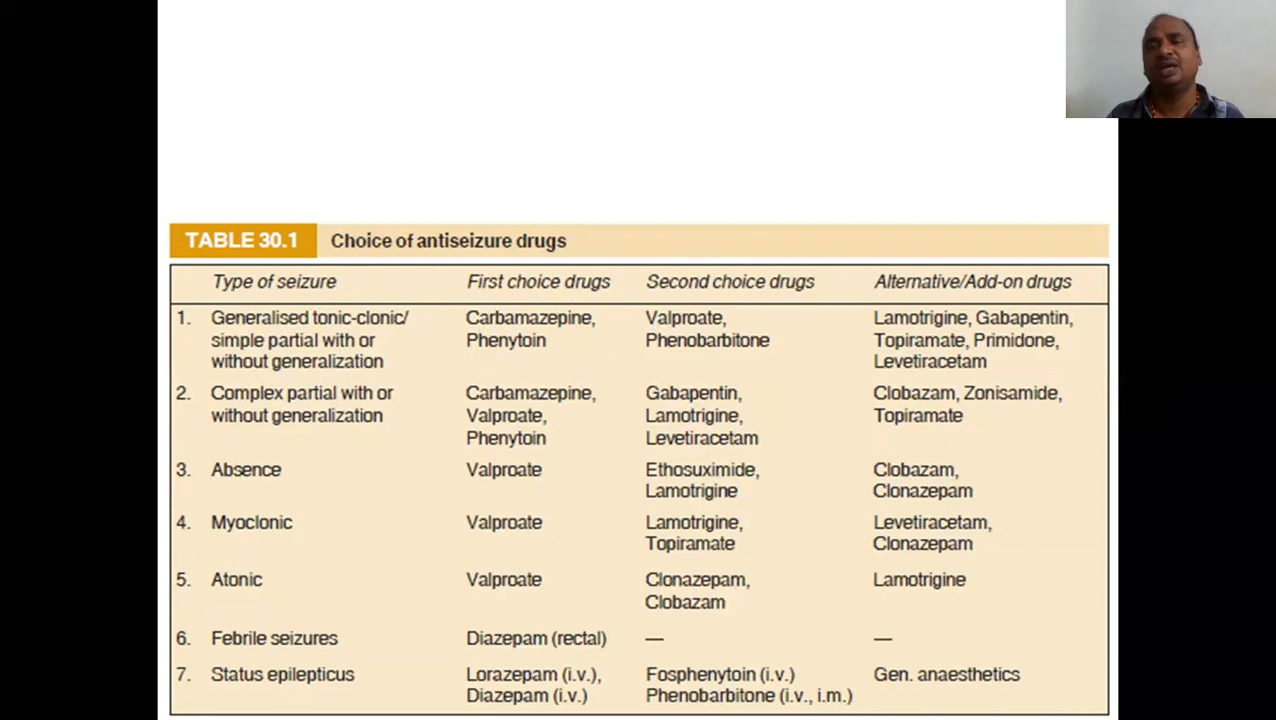 TABLE 30.1 Choice of antiseizure drugs
Type of seizure First choice drugs Second choice drugs Alternative/Add-on drugs
1. Generalised tonic-clonic/ Carbamazepine, Valproate, Lamotrigine, Gabapentin,
simple partial with or Phenytoin Phenobarbitone Topiramate, Primidone,
without generalization Levetiracetam
2. Complex partial with or Carbamazepine, Gabapentin, Clobazam, Zonisamide,
without generalization Valproate, Lamotrigine, Topiramate
Phenytoin Levetiracetam
3. Absence Valproate Ethosuximide, Clobazam,
Lamotrigine Clonazepam
4. Myoclonic Valproate Lamotrigine, Levetiracetam,
Topiramate Clonazepam
5. Atonic Valproate Clonazepam, Lamotrigine
Clobazam
6. Febrile seizures Diazepam (rectal) — —
7. Status epilepticus Lorazepam (i.v.), Fosphenytoin (i.v.) Gen. anaesthetics
Diazepam (i.v.) Phenobarbitone (i.v., i.m.)